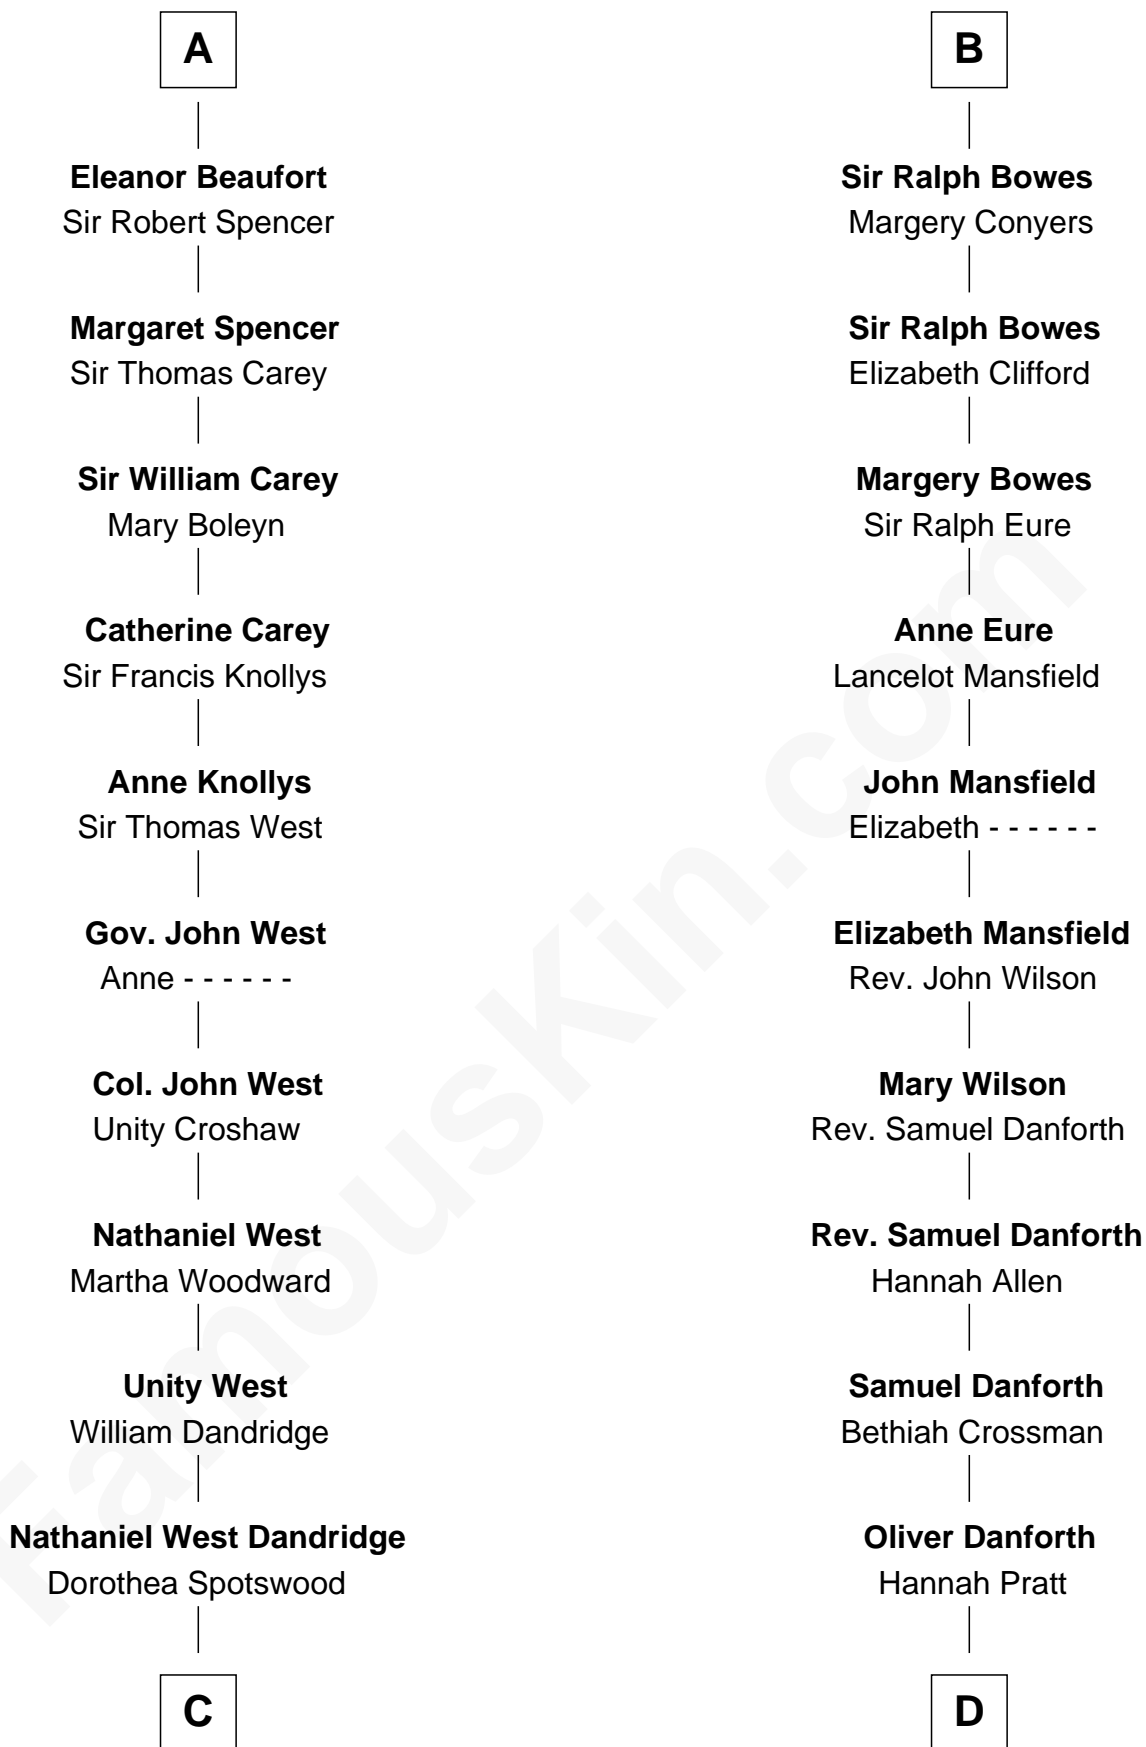 A
Eleanor Beaufort
Sir Robert Spencer
Margaret Spencer
Sir Thomas Carey
Sir William Carey
Mary Boleyn
Catherine Carey
Sir Francis Knollys
Anne Knollys
Sir Thomas West
Gov. John West
Anne - - - - - -
Col. John West
Unity Croshaw
Nathaniel West
Martha Woodward
Unity West
William Dandridge
Nathaniel West Dandridge
Dorothea Spotswood
C
B
Sir Ralph Bowes
Margery Conyers
Sir Ralph Bowes
Elizabeth Clifford
Margery Bowes
Sir Ralph Eure
Anne Eure
Lancelot Mansfield
John Mansfield
Elizabeth - - - - - -
Elizabeth Mansfield
Rev. John Wilson
Mary Wilson
Rev. Samuel Danforth
Rev. Samuel Danforth
Hannah Allen
Samuel Danforth
Bethiah Crossman
Oliver Danforth
Hannah Pratt
D
FamousKin.com